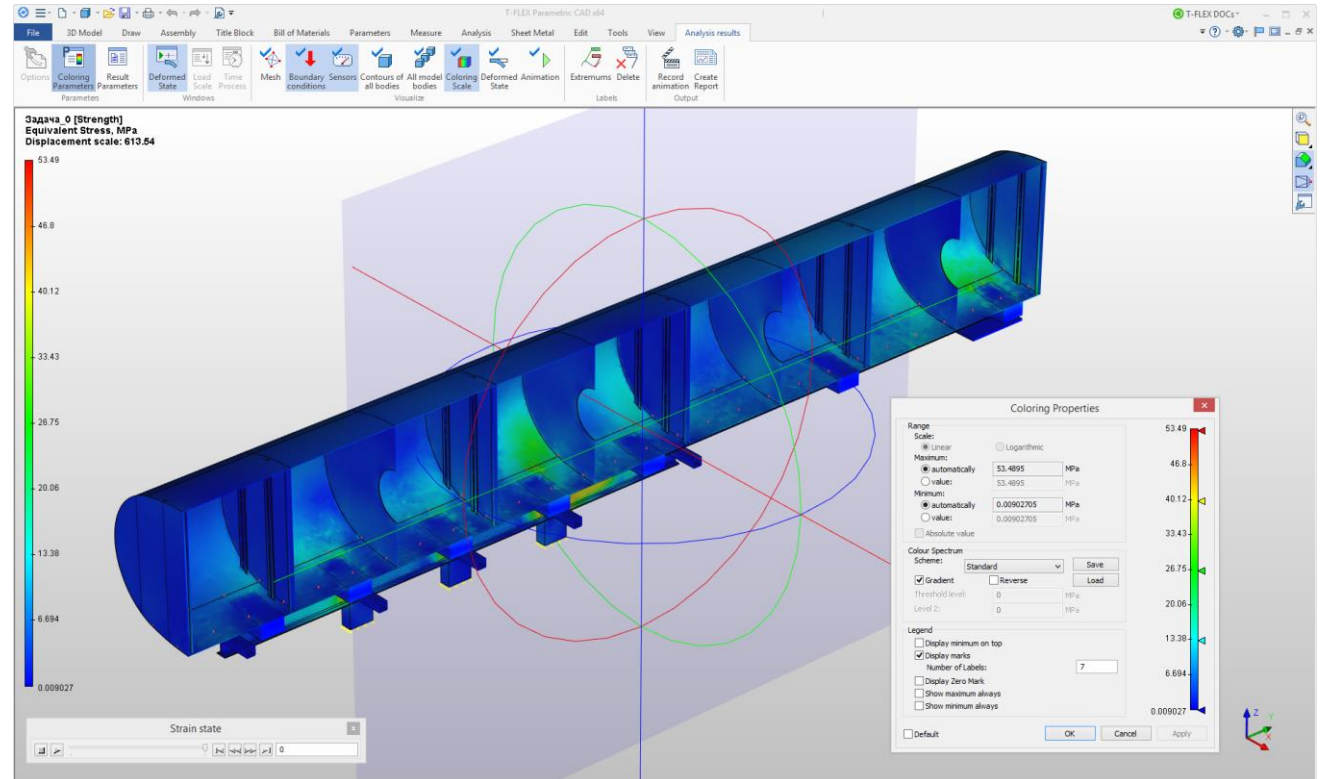 T-FLEX Parametric CAD x64
T-FLEX DOCs
File 3D Model Draw Assembly Title Block Bill of Materials Parameters Measure Analysis Sheet Metal Edit Tools View Analysis results
Options Coloring Parameters Result Parameters Deformed State Load Scale Time Process Mesh Boundary conditions Sensors Contours of all bodies All model bodies Coloring Scale Deformed State Animation Extremums Delete Record animation Create Report
Parameters Windows Visualize Labels Output
Задача_0 [Strength]
Equivalent Stress, MPa
Displacement scale: 613.54
53.49
46.8
40.12
33.43
26.75
20.06
13.38
6.694
0.009027
Strain state
0
Coloring Properties
Range
Scale:
Linear Logarithmic
Maximum:
automatically 53.4895 MPa
value: 53.4895 MPa
Minimum:
automatically 0.00902705 MPa
value: 0.00902705 MPa
Absolute value
Colour Spectrum
Scheme: Standard Save
Gradient Reverse Load
Threshold level: 0 MPa
Level 2: 0 MPa
Legend
Display minimum on top
Display marks
Number of Labels: 7
Display Zero Mark
Show maximum always
Show minimum always
53.49
46.8
40.12
33.43
26.75
20.06
13.38
6.694
0.009027
Default OK Cancel Apply
Z
Y
X